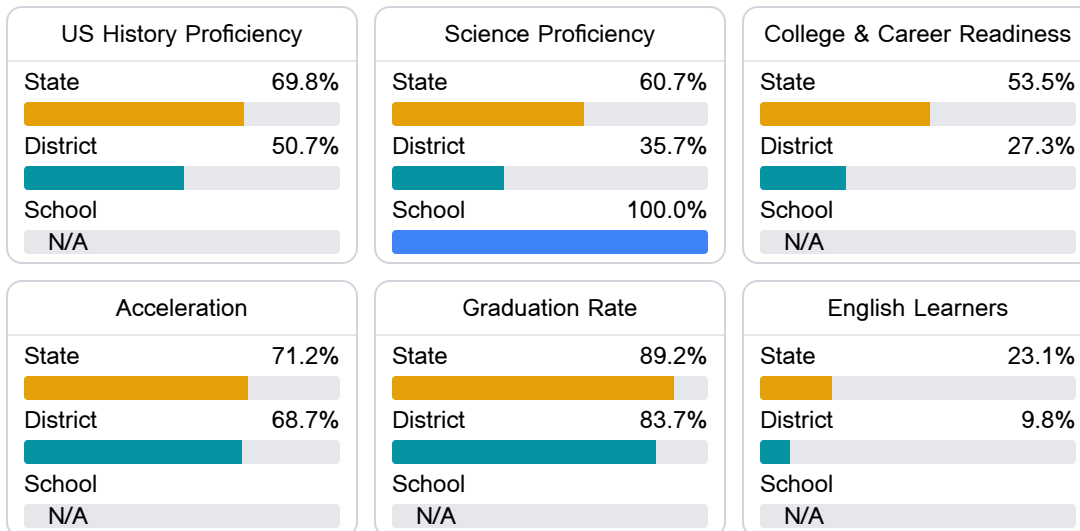 US History Proficiency
State 69.8%
District 50.7%
School
N/A
Science Proficiency
State 60.7%
District 35.7%
School 100.0%
College & Career Readiness
State 53.5%
District 27.3%
School
N/A
Acceleration
State 71.2%
District 68.7%
School
N/A
Graduation Rate
State 89.2%
District 83.7%
School
N/A
English Learners
State 23.1%
District 9.8%
School
N/A